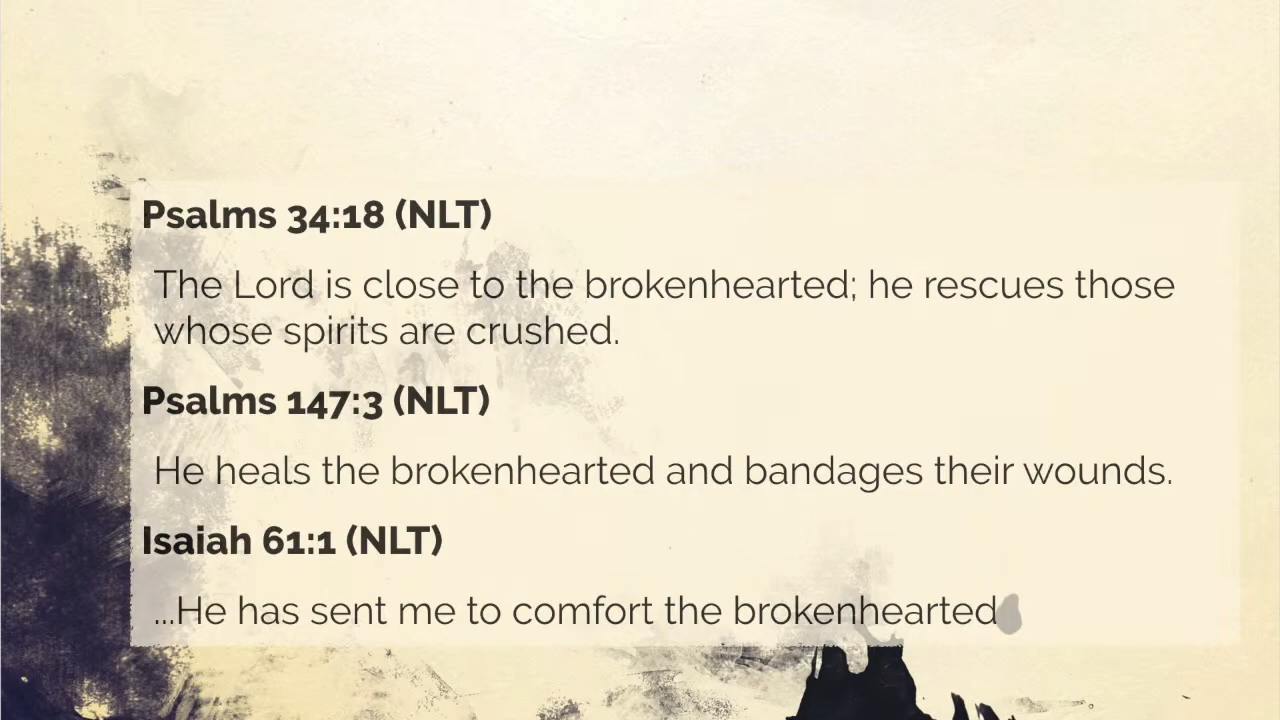 Psalms 34:18 (NLT)
The Lord is close to the brokenhearted; he rescues those
whose spirits are crushed.
Psalms 147:3 (NLT)
He heals the brokenhearted and bandages their wounds.
Isaiah 61:1 (NLT)
...He has sent me to comfort the brokenhearted